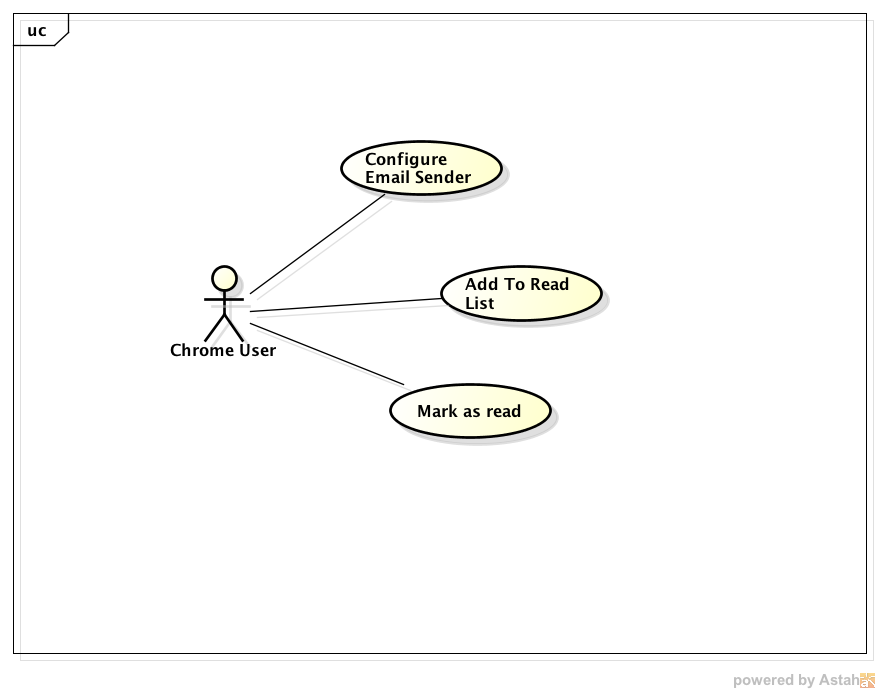 uc
Configure
Email Sender
Add To Read
List
Chrome User
Mark as read
powered by Astah